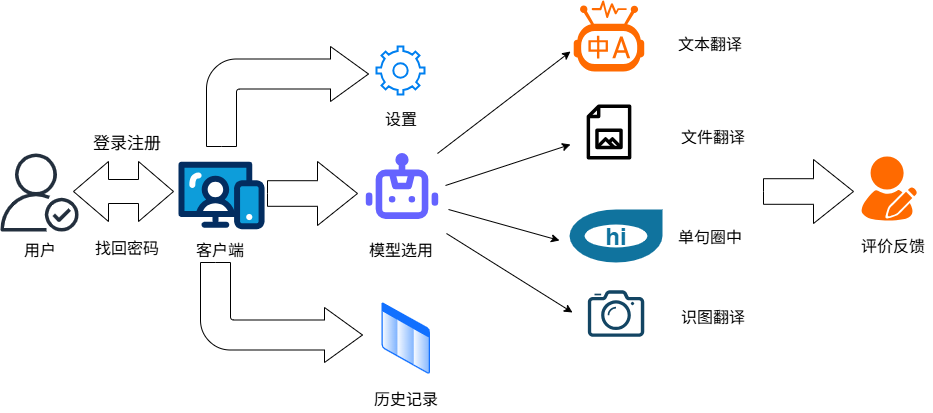 登录注册
找回密码
用户
客户端
设置
模型选用
历史记录
中A
文本翻译
文件翻译
hi
单句圈中
识图翻译
评价反馈